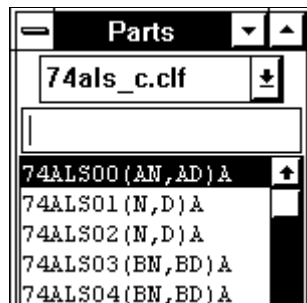 Parts
74als_c.clf
74ALS00(AN,AD)A
74ALS01(N,D)A
74ALS02(N,D)A
74ALS03(BN,BD)A
74ALS04(BN,BD)A